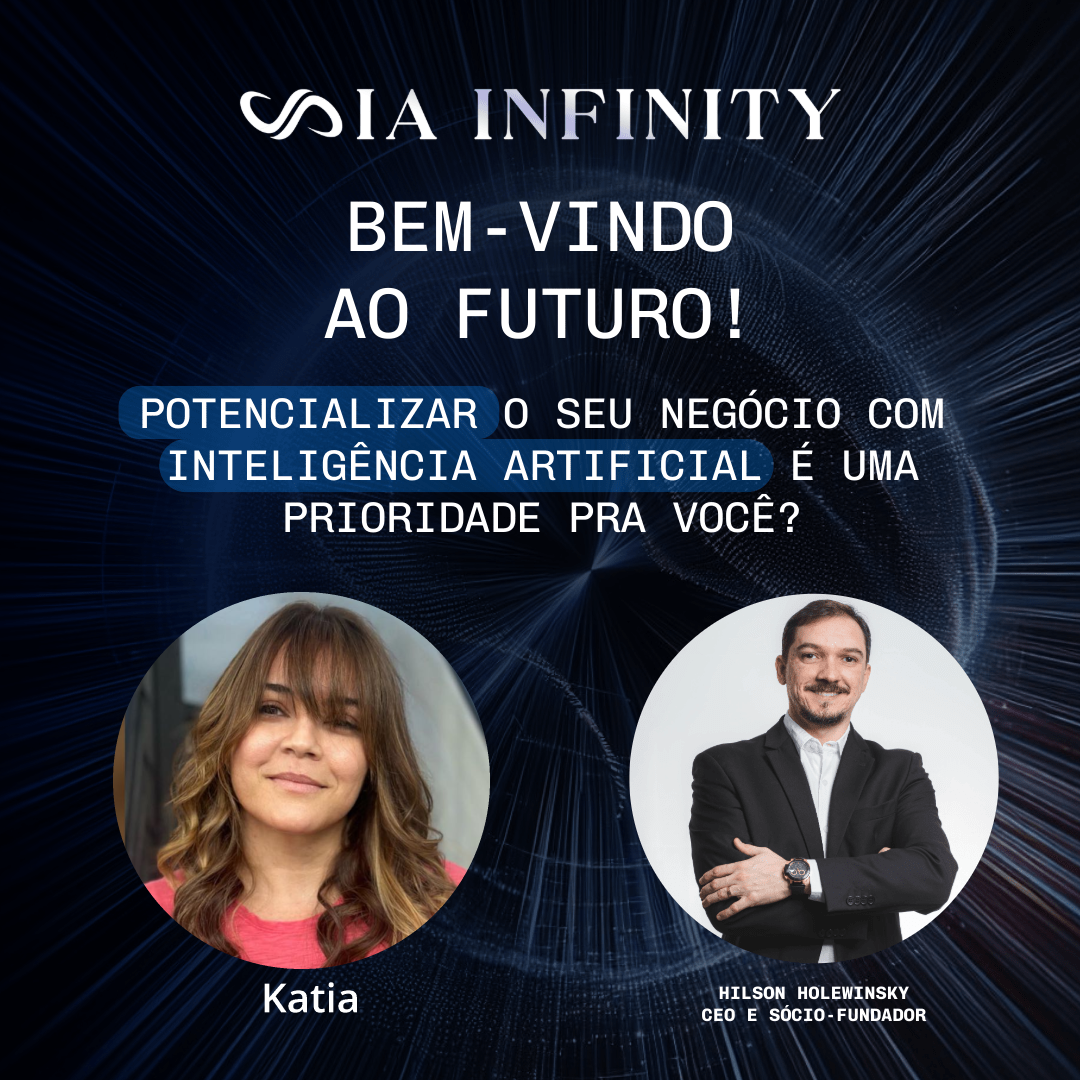 IA INFINITY
BEM-VINDO
AO FUTURO!
POTENCIALIZAR O SEU NEGÓCIO COM
INTELIGÊNCIA ARTIFICIAL É UMA
PRIORIDADE PRA VOCÊ?
Katia
HILSON HOLEWINSKY
CEO E SÓCIO-FUNDADOR